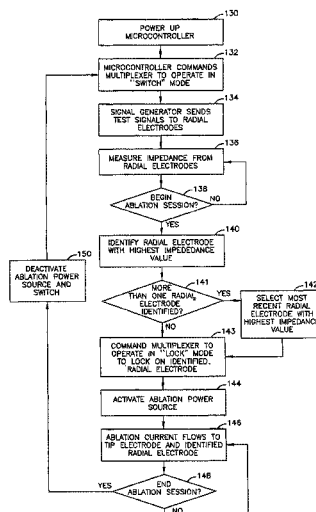 130
POWER UP
MICROCONTROLLER
132
MICROCONTROLLER COMMANDS
MULTIPLEXER TO OPERATE IN
"SWITCH" MODE
134
SIGNAL GENERATOR SENDS
TEST SIGNALS TO RADIAL
ELECTRODES
136
MEASURE IMPEDANCE FROM
RADIAL ELECTRODES
138
BEGIN
ABLATION SESSION?
NO
YES
140
IDENTIFY RADIAL ELECTRODE
WITH HIGHEST IMPEDEDANCE
VALUE
150
DEACTIVATE
ABLATION POWER
SOURCE AND
SWITCH
141
MORE
THAN ONE RADIAL
ELECTRODE
IDENTIFIED?
YES
142
SELECT MOST
RECENT RADIAL
ELECTRODE WITH
HIGHEST IMPEDANCE
VALUE
NO
143
COMMAND MULTIPLEXER TO
OPERATE IN "LOCK" MODE
TO LOCK ON IDENTIFIED
RADIAL ELECTRODE
144
ACTIVATE ABLATION POWER
SOURCE
146
ABLATION CURRENT FLOWS TO
TIP ELECTRODE AND IDENTIFIED
RADIAL ELECTRODE
148
YES
END
ABLATION SESSION?
NO